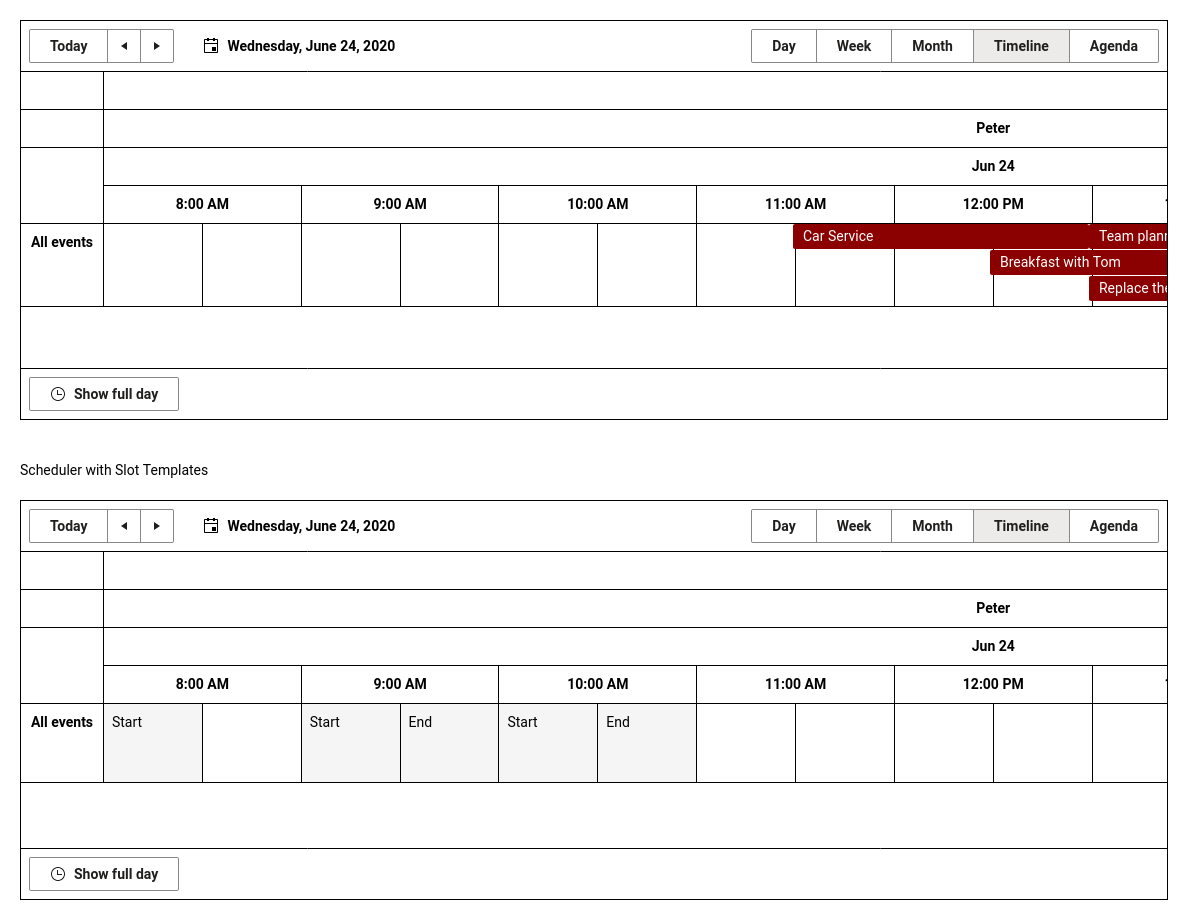 Today Wednesday, June 24, 2020 Day Week Month Timeline Agenda
Peter
Jun 24
8:00 AM 9:00 AM 10:00 AM 11:00 AM 12:00 PM
All events Car Service Team plann
Breakfast with Tom
Replace the
Show full day
Scheduler with Slot Templates
Today Wednesday, June 24, 2020 Day Week Month Timeline Agenda
Peter
Jun 24
8:00 AM 9:00 AM 10:00 AM 11:00 AM 12:00 PM
All events Start Start End Start End
Show full day